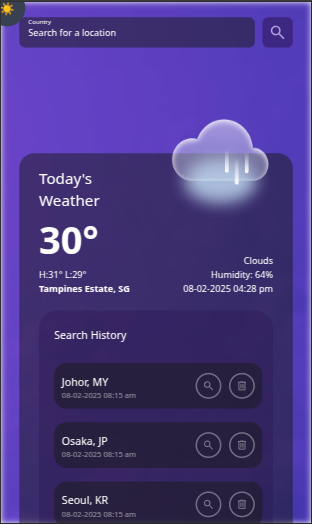 Country
Search for a location
Today's
Weather
30°
Clouds
H:31° L:29°
Humidity: 64%
Tampines Estate, SG
08-02-2025 04:28 pm
Search History
Johor, MY
08-02-2025 08:15 am
Osaka, JP
08-02-2025 08:15 am
Seoul, KR
08-02-2025 08:15 am